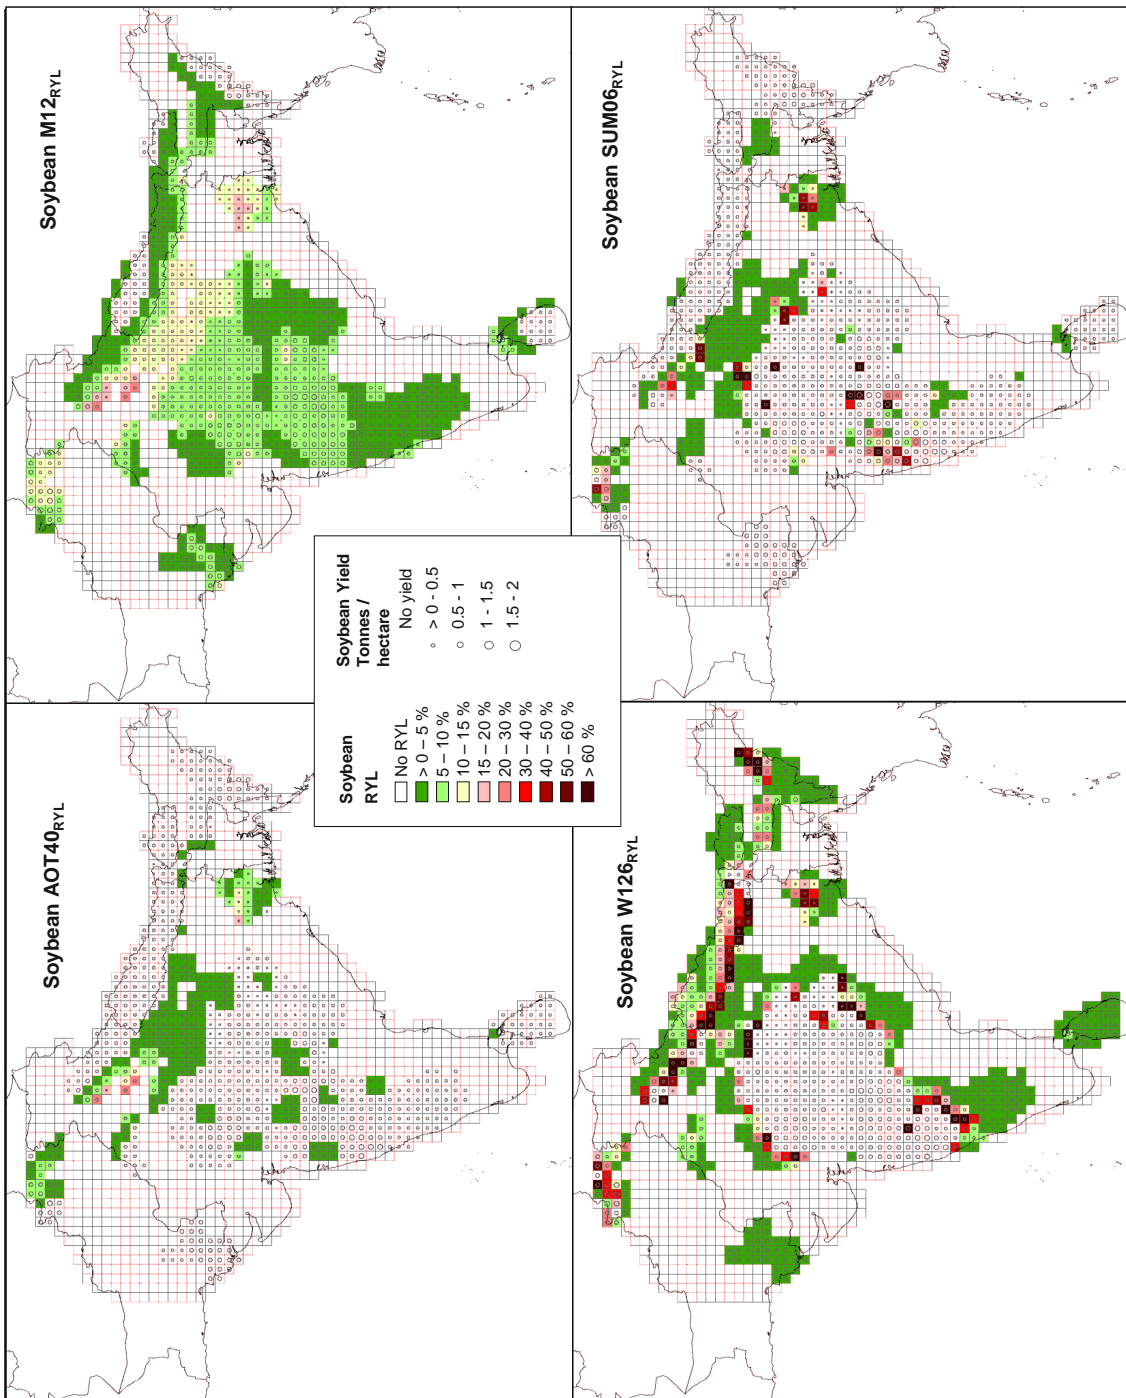 Soybean AOT40RYL
Soybean M12RYL
Soybean RYL
No RYL
> 0 – 5 %
5 – 10 %
10 – 15 %
15 – 20 %
20 – 30 %
30 – 40 %
40 – 50 %
50 – 60 %
> 60 %
Soybean Yield
Tonnes /
hectare
No yield
> 0 - 0.5
0.5 - 1
1 - 1.5
1.5 - 2
Soybean W126RYL
Soybean SUM06RYL